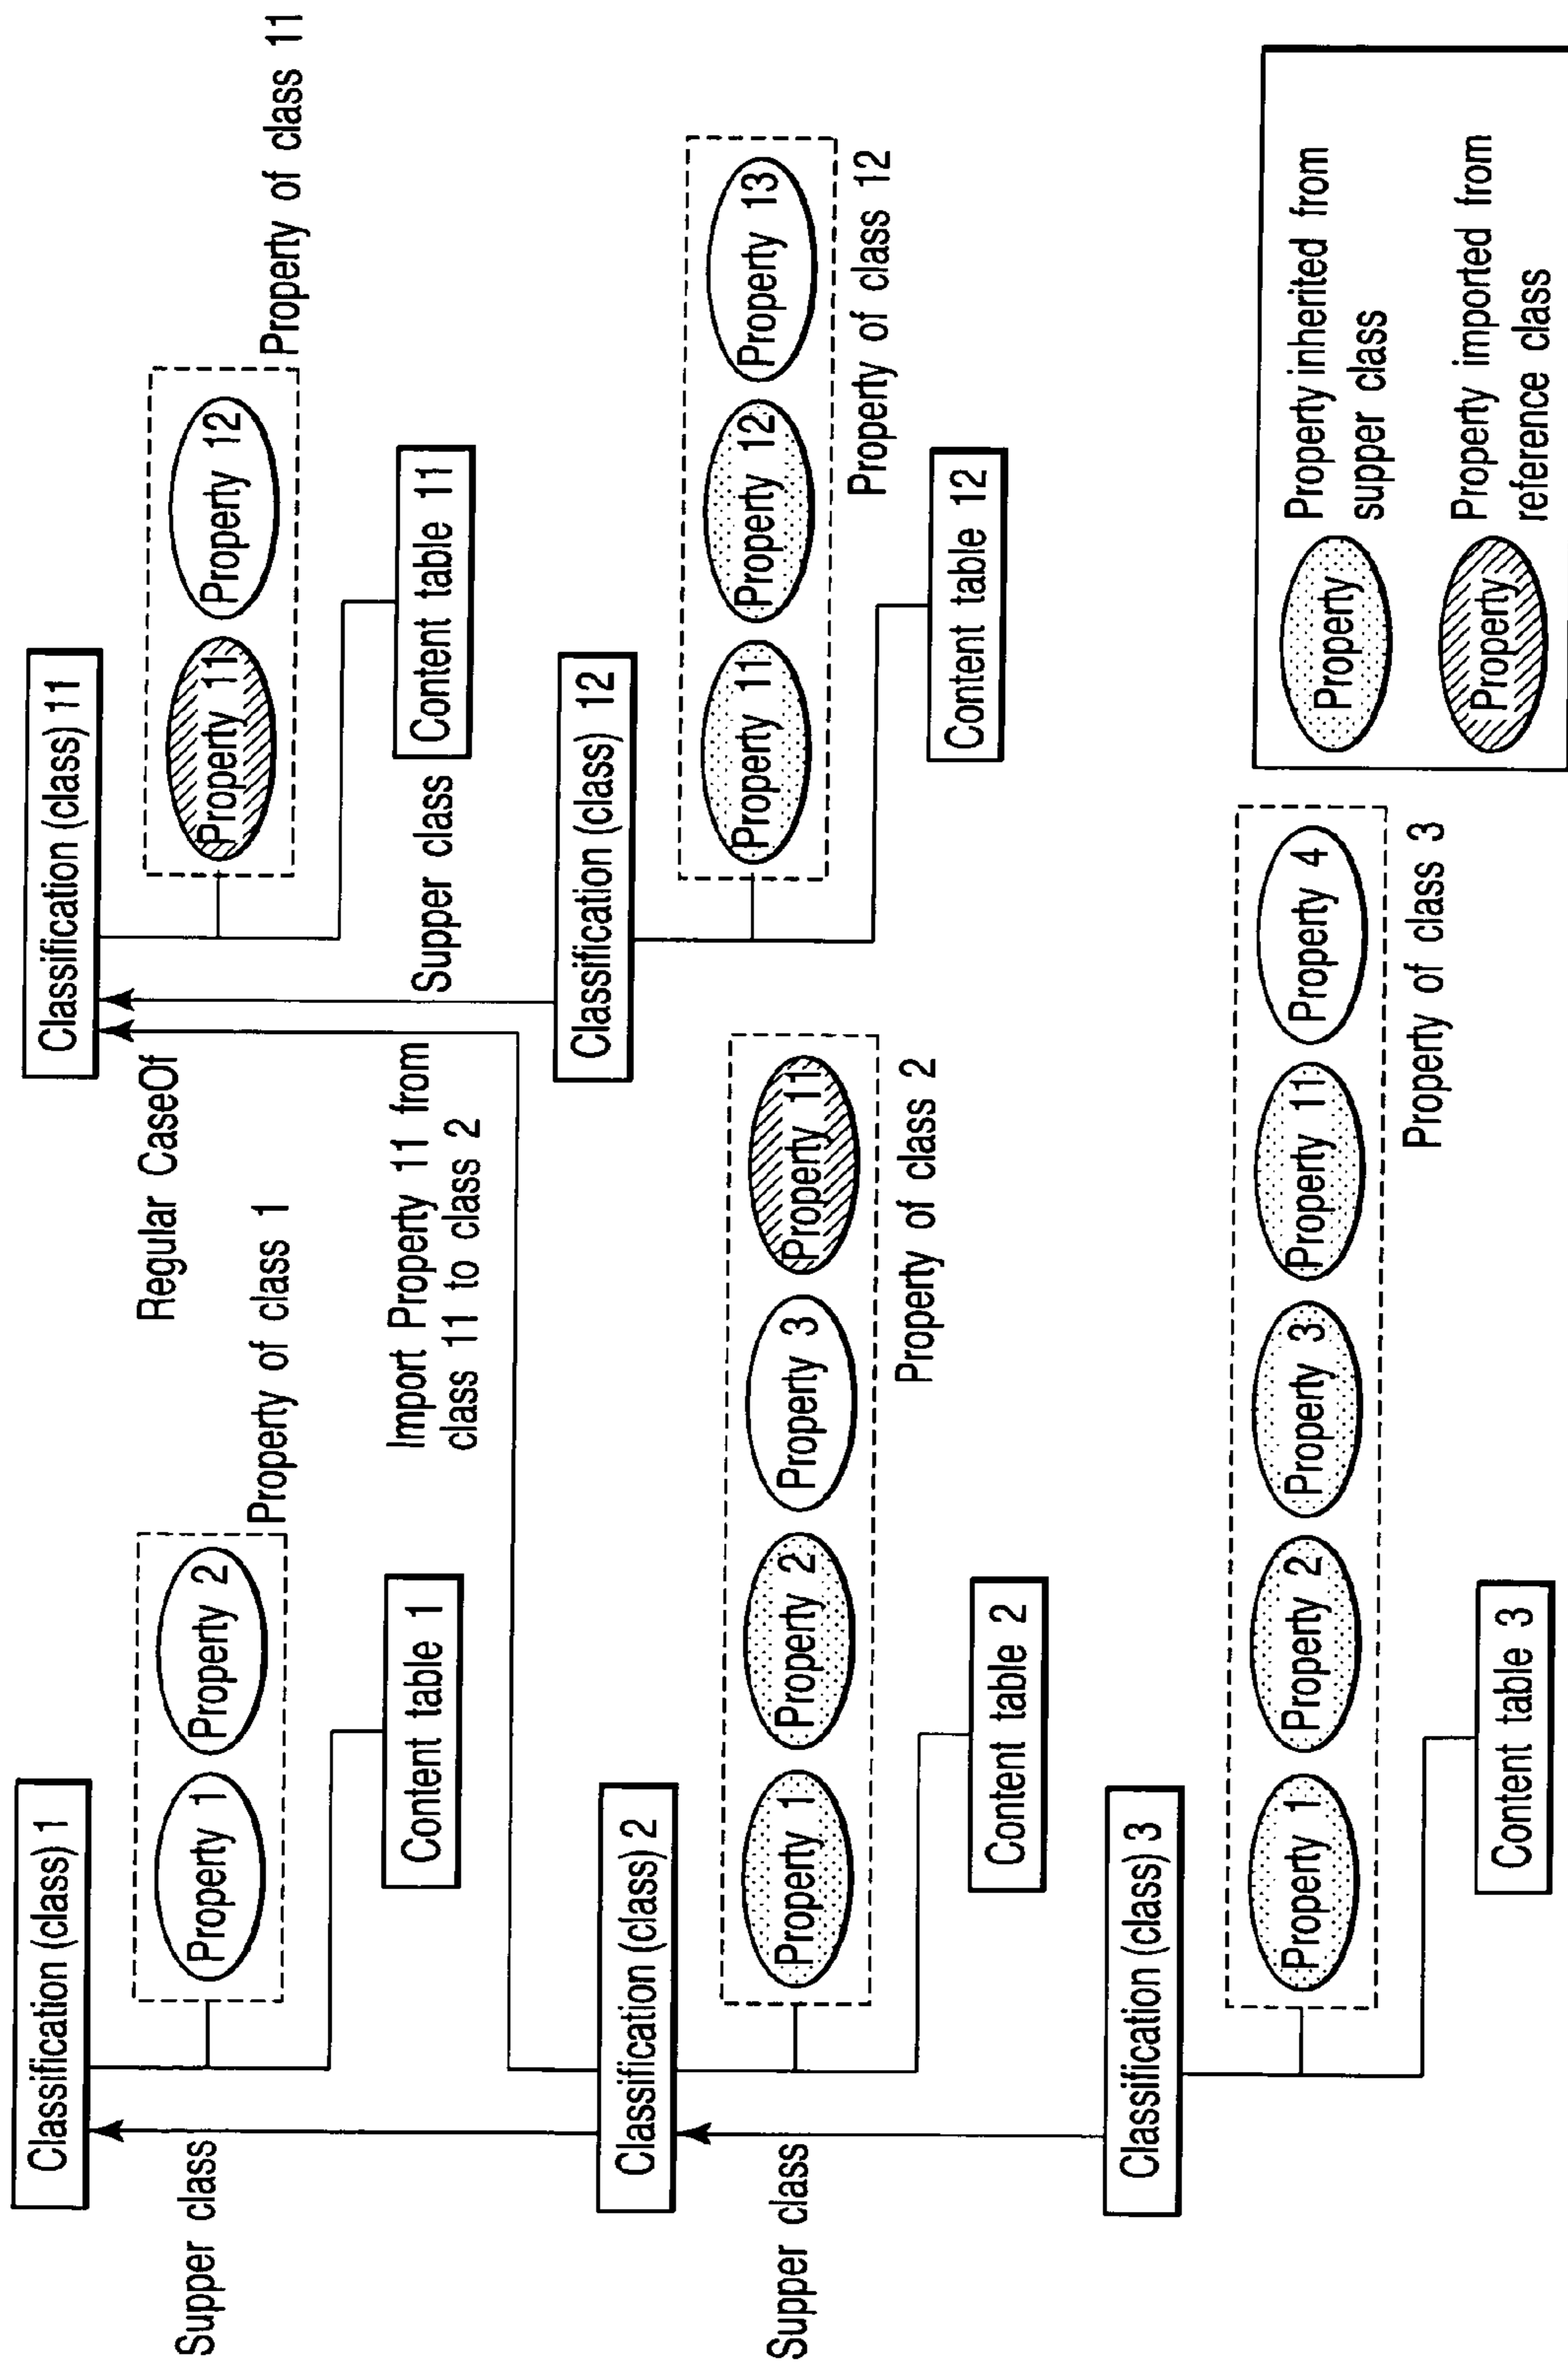 Classification (class) 1
Property 1
Property 2
Property of class 1
Content table 1
Supper class
Regular CaseOf
Import Property 11 from
class 11 to class 2
Classification (class) 11
Property 11
Property 12
Property of class 11
Content table 11
Supper class
Classification (class) 2
Property 1
Property 2
Property 3
Property 11
Property of class 2
Content table 2
Supper class
Classification (class) 12
Property 11
Property 12
Property 13
Property of class 12
Content table 12
Classification (class) 3
Property 1
Property 2
Property 3
Property 11
Property 4
Property of class 3
Content table 3
Property
Property inherited from
supper class
Property
Property imported from
reference class